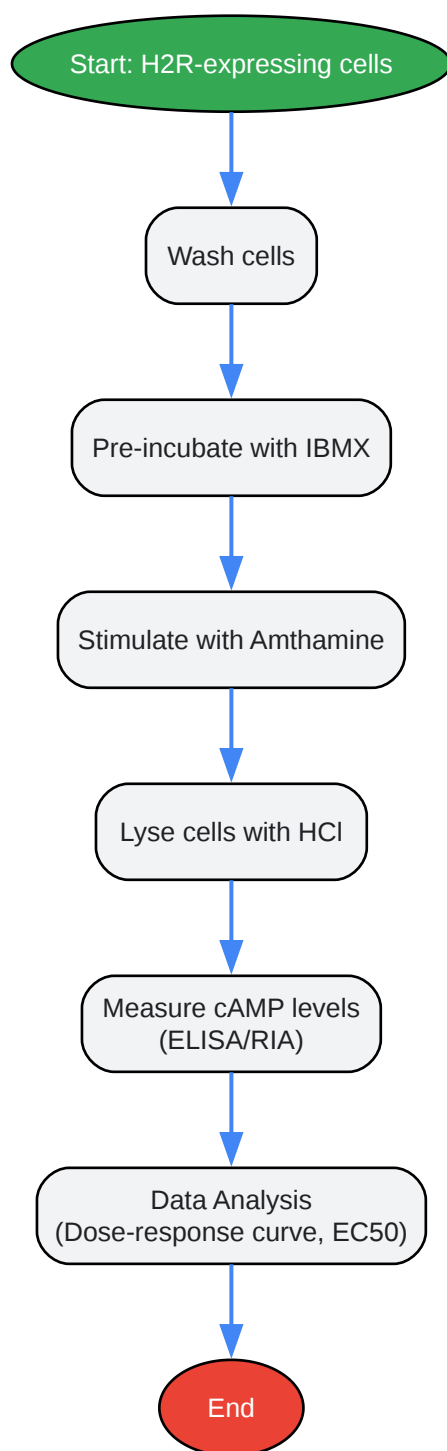 Start: H2R-expressing cells
Wash cells
Pre-incubate with IBMX
Stimulate with Amthamine
Lyse cells with HCl
Measure cAMP levels
(ELISA/RIA)
Data Analysis
(Dose-response curve, EC50)
End